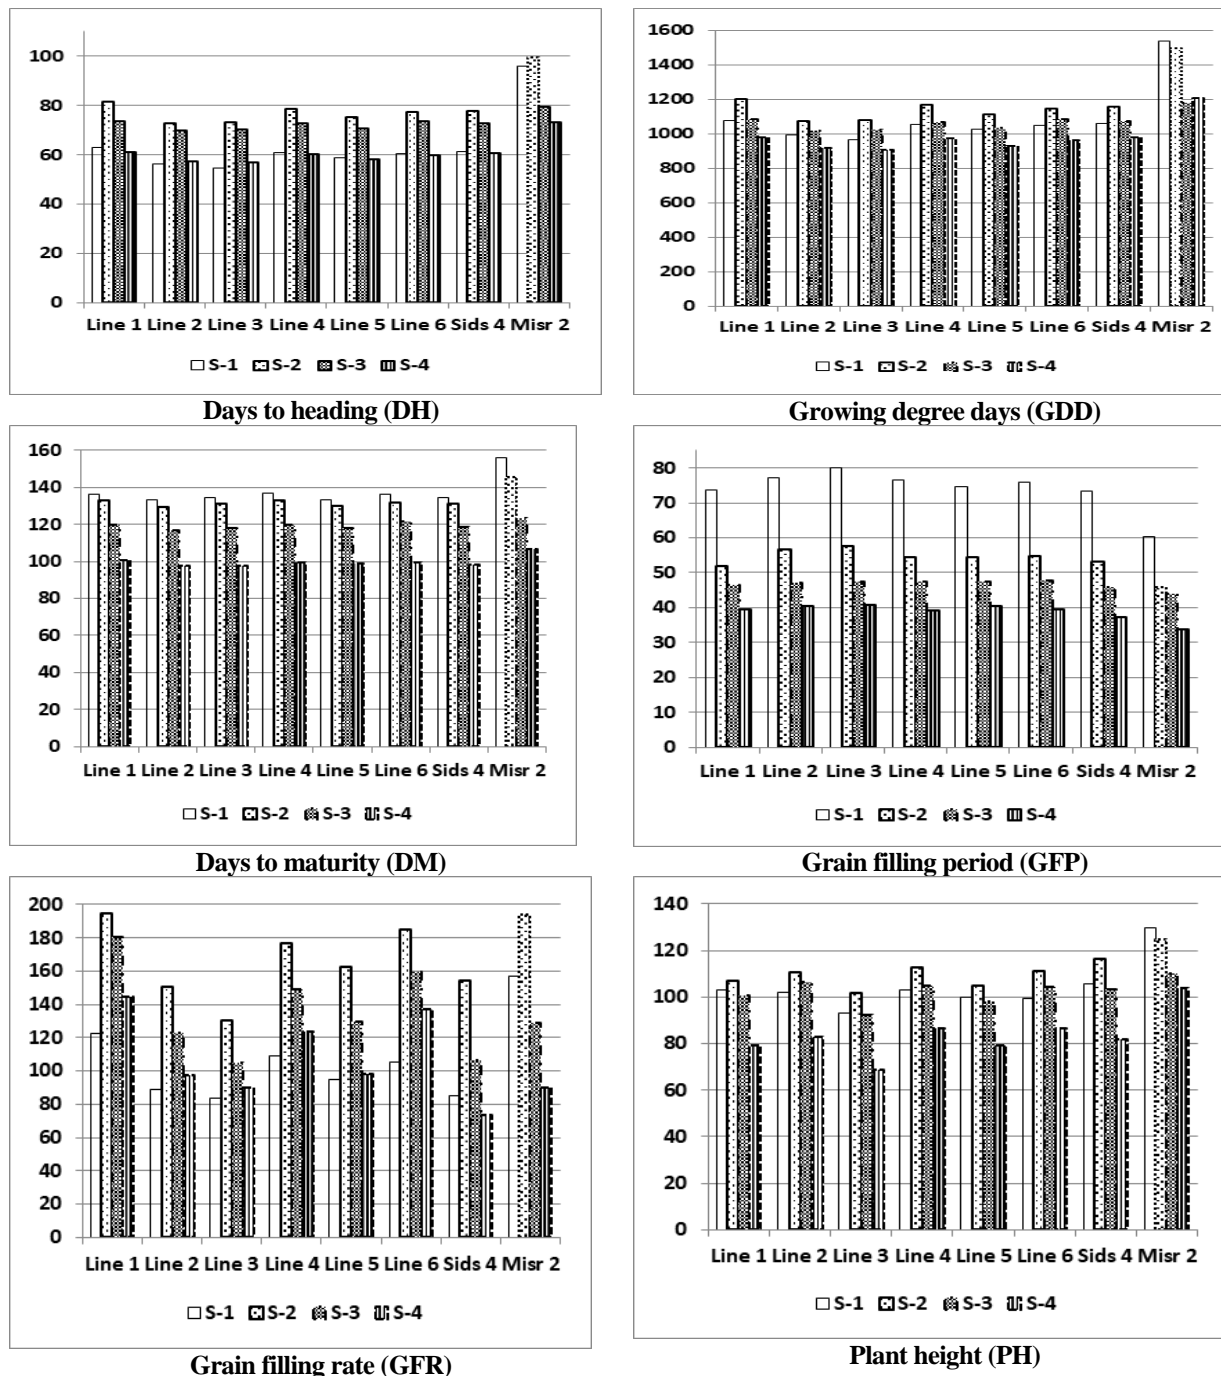 100
80
60
40
20
0
Line 1 Line 2 Line 3 Line 4 Line 5 Line 6 Sids 4 Misr 2
S-1 S-2 S-3 S-4
Days to heading (DH)
1600
1400
1200
1000
800
600
400
200
0
Line 1 Line 2 Line 3 Line 4 Line 5 Line 6 Sids 4 Misr 2
S-1 S-2 S-3 S-4
Growing degree days (GDD)
160
140
120
100
80
60
40
20
0
Line 1 Line 2 Line 3 Line 4 Line 5 Line 6 Sids 4 Misr 2
S-1 S-2 S-3 S-4
Days to maturity (DM)
80
70
60
50
40
30
20
10
0
Line 1 Line 2 Line 3 Line 4 Line 5 Line 6 Sids 4 Misr 2
S-1 S-2 S-3 S-4
Grain filling period (GFP)
200
180
160
140
120
100
80
60
40
20
0
Line 1 Line 2 Line 3 Line 4 Line 5 Line 6 Sids 4 Misr 2
S-1 S-2 S-3 S-4
Grain filling rate (GFR)
140
120
100
80
60
40
20
0
Line 1 Line 2 Line 3 Line 4 Line 5 Line 6 Sids 4 Misr 2
S-1 S-2 S-3 S-4
Plant height (PH)